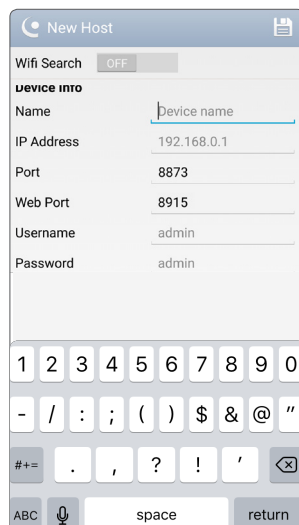 New Host
Wifi Search OFF
Device Info
Name Device name
IP Address 192.168.0.1
Port 8873
Web Port 8915
Username admin
Password admin
1 2 3 4 5 6 7 8 9 0
- / : ; ( ) $ & @ "
#+= . , ? ! '
ABC space return